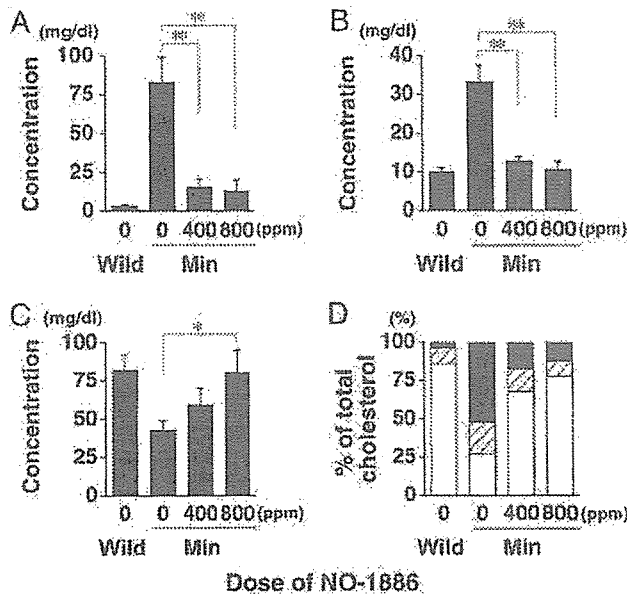 A (mg/dl)
**
**
100
75
50
25
0
Concentration
0 0 400 800 (ppm)
Wild Min
B (mg/dl)
**
**
40
30
20
10
0
Concentration
0 0 400 800 (ppm)
Wild Min
C (mg/dl)
*
100
75
50
25
0
Concentration
0 0 400 800 (ppm)
Wild Min
D (%)
100
75
50
25
0
% of total
cholesterol
0 0 400 800 (ppm)
Wild Min
Dose of NO-1886